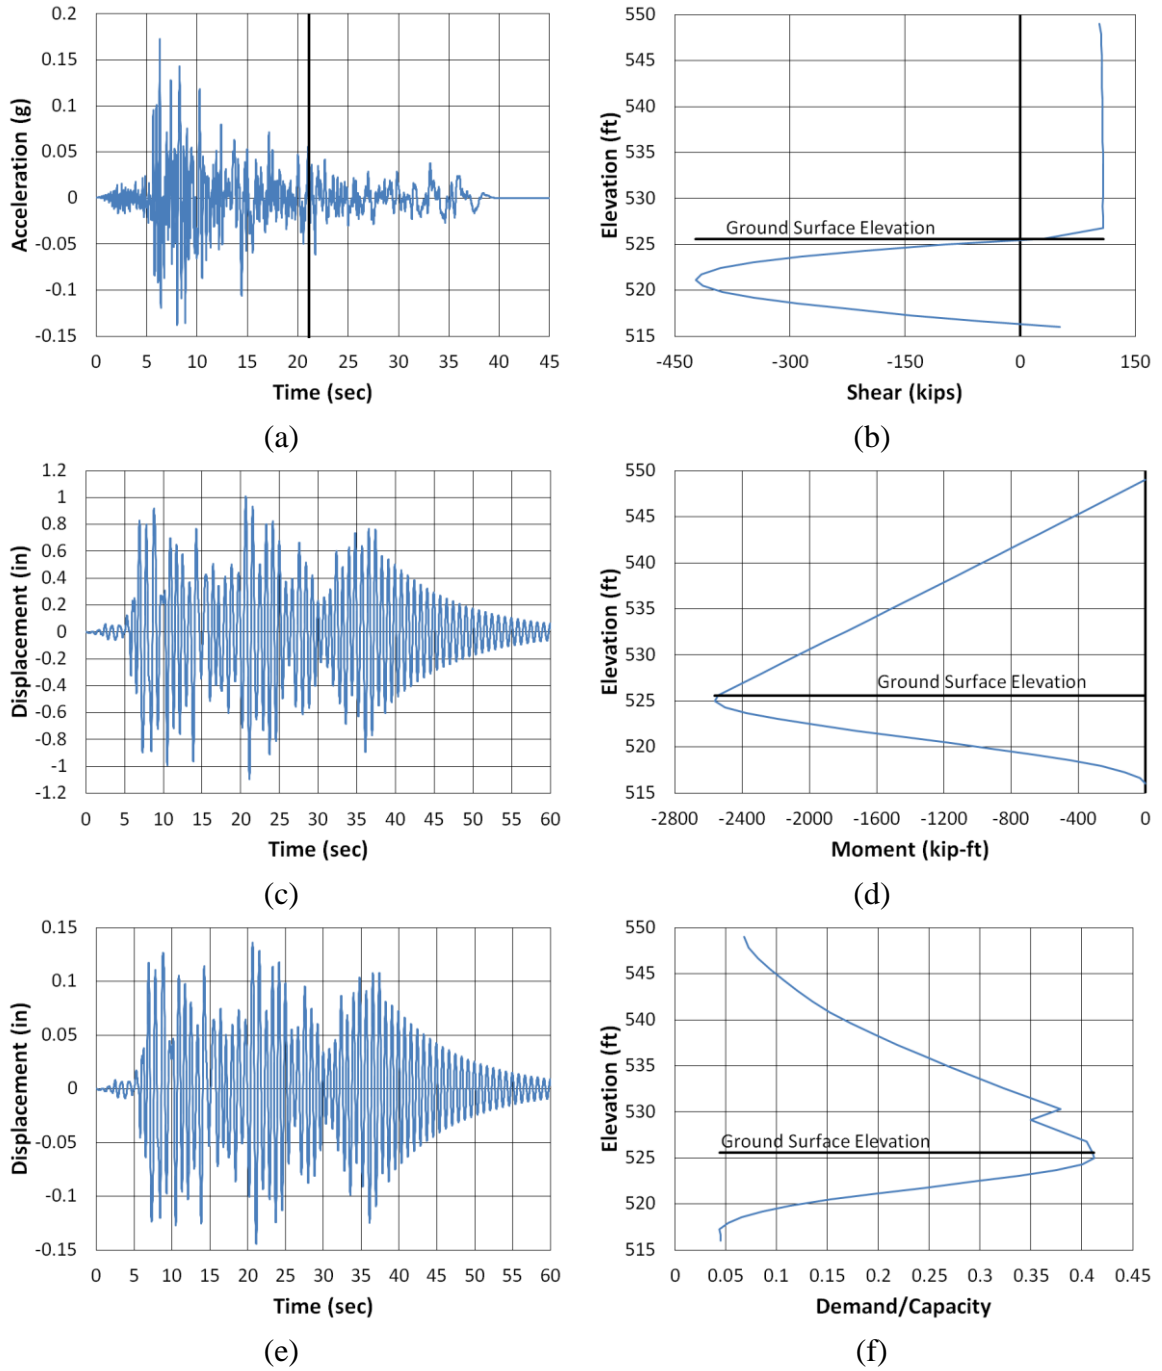 0.2
0.15
0.1
0.05
0
-0.05
-0.1
-0.15
Acceleration (g)
0 5 10 15 20 25 30 35 40 45
Time (sec)
(a)
550
545
540
535
530
525
520
515
Elevation (ft)
Ground Surface Elevation
-450 -300 -150 0 150
Shear (kips)
(b)
1.2
1
0.8
0.6
0.4
0.2
0
-0.2
-0.4
-0.6
-0.8
-1
-1.2
Displacement (in)
0 5 10 15 20 25 30 35 40 45 50 55 60
Time (sec)
(c)
550
545
540
535
530
525
520
515
Elevation (ft)
Ground Surface Elevation
-2800 -2400 -2000 -1600 -1200 -800 -400 0
Moment (kip-ft)
(d)
0.15
0.1
0.05
0
-0.05
-0.1
-0.15
Displacement (in)
0 5 10 15 20 25 30 35 40 45 50 55 60
Time (sec)
(e)
550
545
540
535
530
525
520
515
Elevation (ft)
Ground Surface Elevation
0 0.05 0.1 0.15 0.2 0.25 0.3 0.35 0.4 0.45
Demand/Capacity
(f)